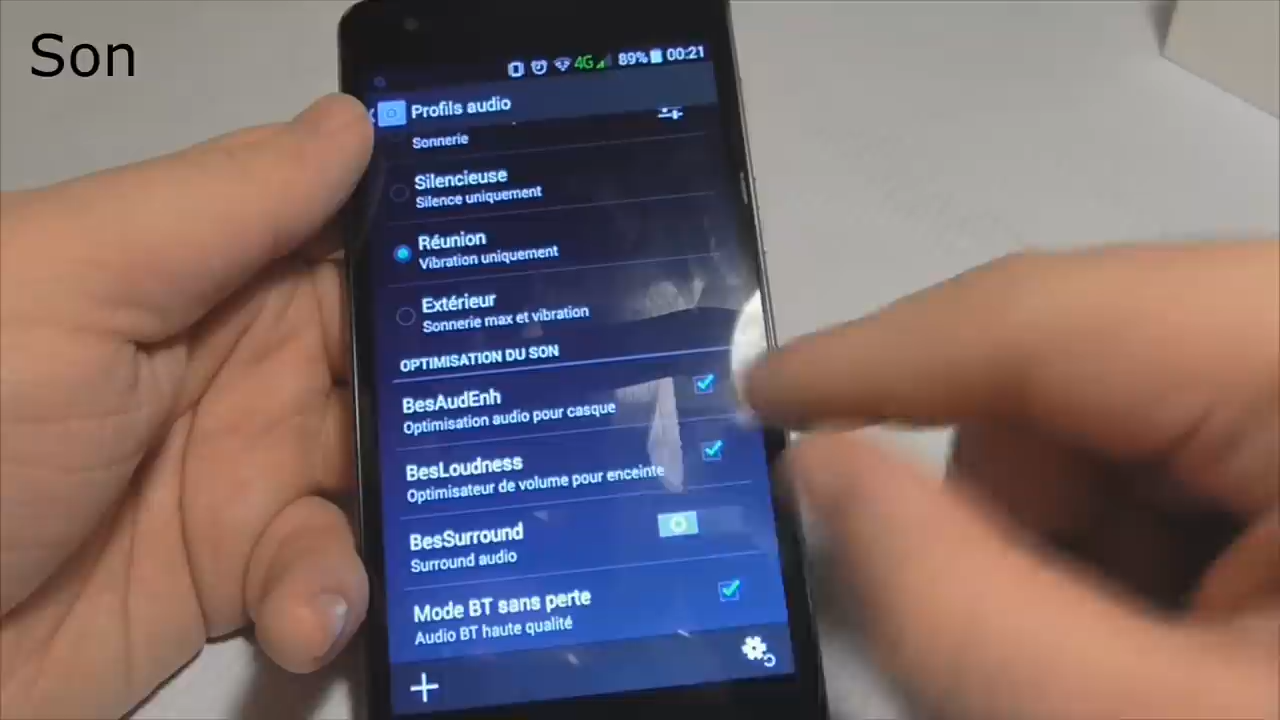 Son
4G 89% 00:21
Profils audio
Sonnerie
Silencieuse
Silence uniquement
Réunion
Vibration uniquement
Extérieur
Sonnerie max et vibration
OPTIMISATION DU SON
BesAudEnh
Optimisation audio pour casque
BesLoudness
Optimisateur de volume pour enceinte
BesSurround
Surround audio
Mode BT sans perte
Audio BT haute qualité